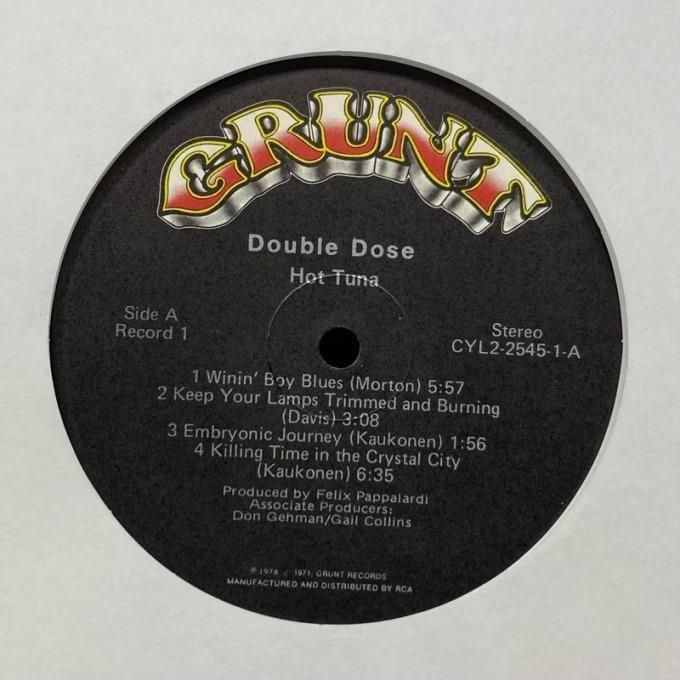 GRUNT
Double Dose
Hot Tuna
Side A
Record 1
Stereo
CYL2-2545-1-A
1 Winin' Boy Blues (Morton) 5:57
2 Keep Your Lamps Trimmed and Burning
(Davis) 3:08
3 Embryonic Journey (Kaukonen) 1:56
4 Killing Time in the Crystal City
(Kaukonen) 6:35
Produced by Felix Pappalardi
Associate Producers:
Don Gehman/Gail Collins
℗ 1978 1971, GRUNT RECORDS
MANUFACTURED AND DISTRIBUTED BY RCA